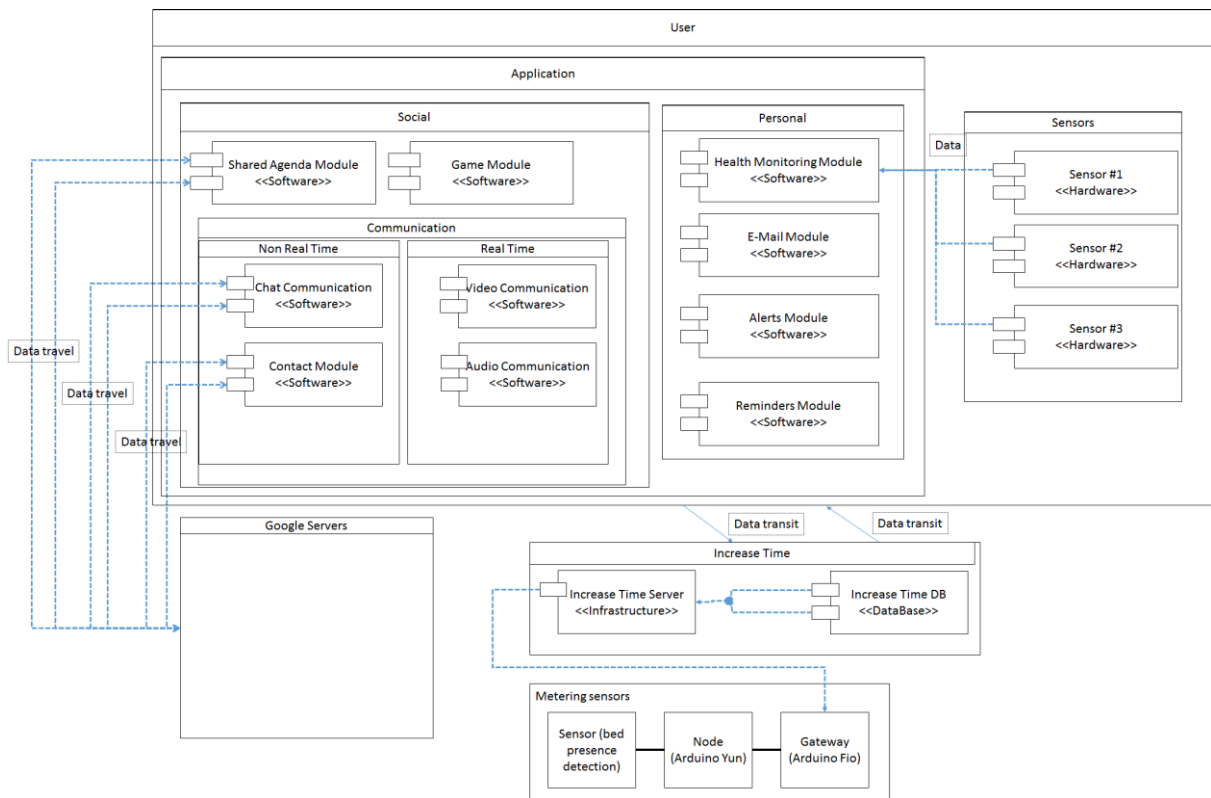 User
Application
Social
Personal
Sensors
Shared Agenda Module
<<Software>>
Game Module
<<Software>>
Health Monitoring Module
<<Software>>
Data
Sensor #1
<<Hardware>>
Communication
Non Real Time
Real Time
E-Mail Module
<<Software>>
Sensor #2
<<Hardware>>
Chat Communication
<<Software>>
Video Communication
<<Software>>
Alerts Module
<<Software>>
Sensor #3
<<Hardware>>
Data travel
Contact Module
<<Software>>
Audio Communication
<<Software>>
Data travel
Reminders Module
<<Software>>
Data travel
Google Servers
Data transit
Data transit
Increase Time
Increase Time Server
<<Infrastructure>>
Increase Time DB
<<DataBase>>
Metering sensors
Sensor (bed
presence
detection)
Node
(Arduino Yun)
Gateway
(Arduino Fio)